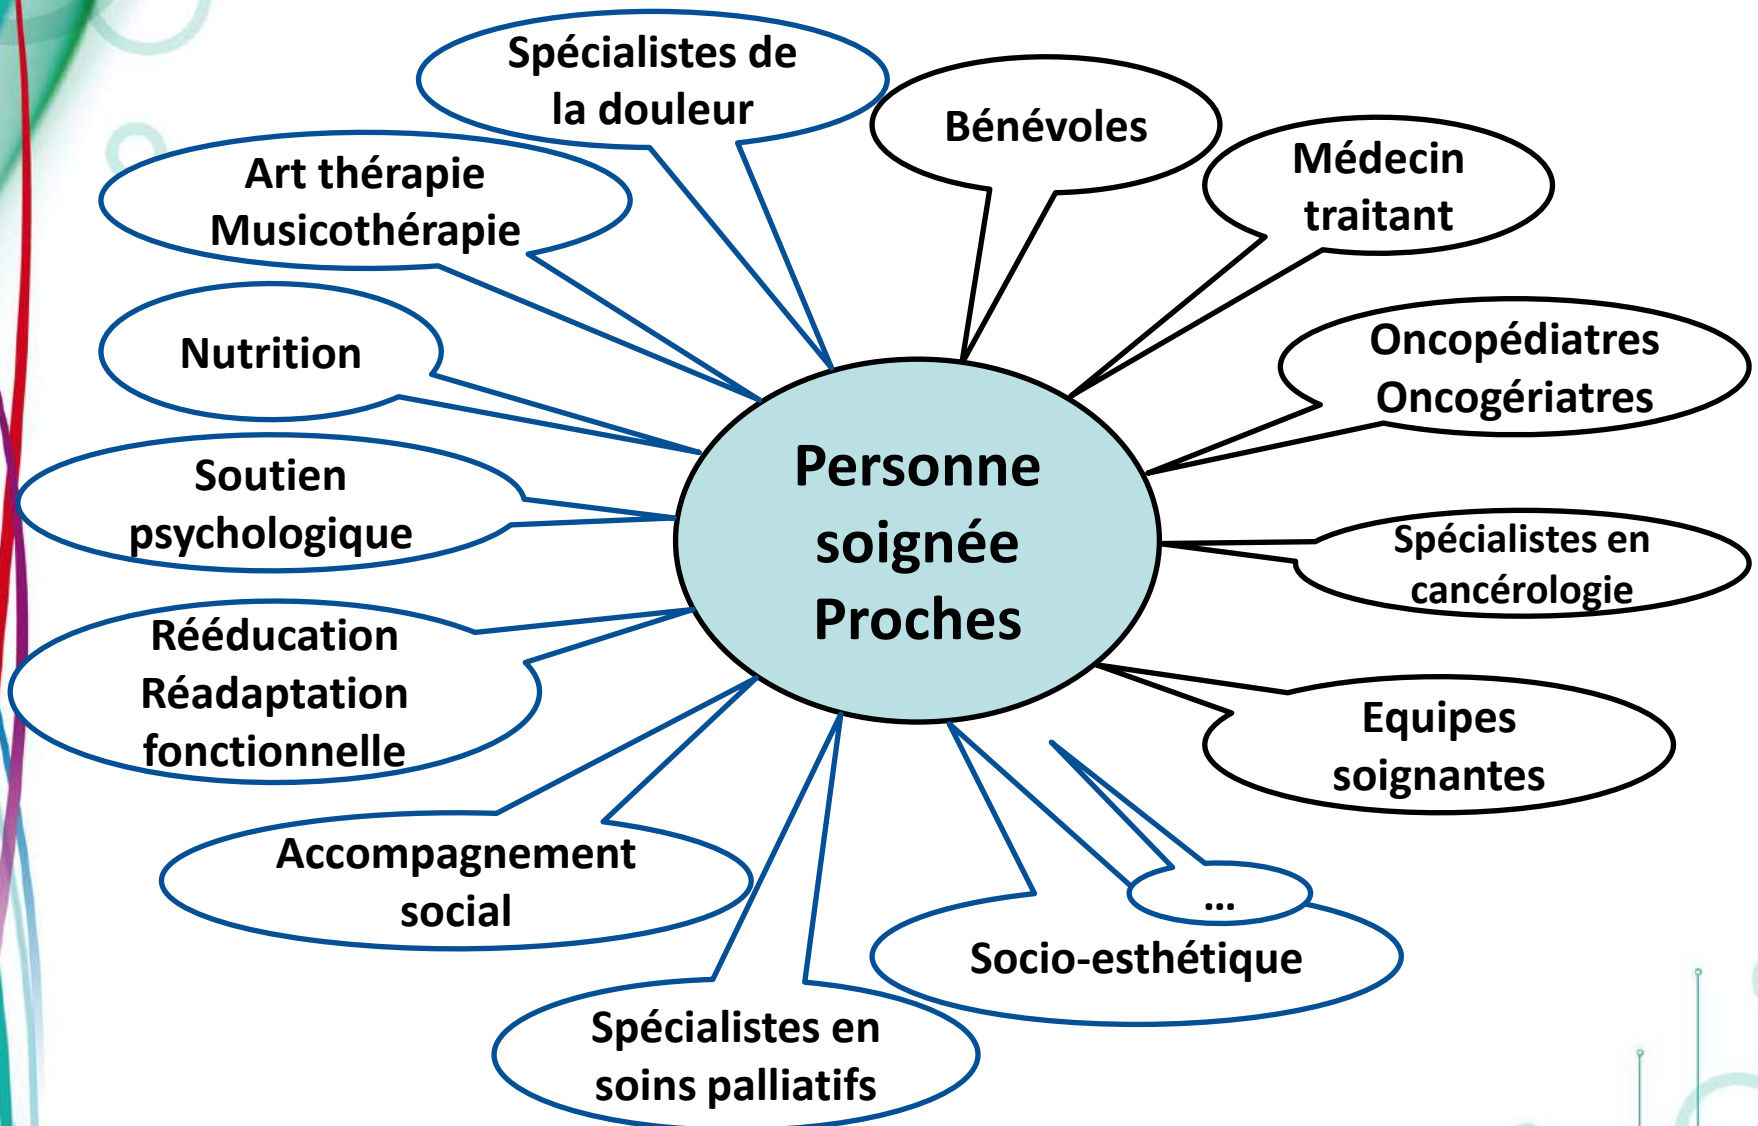 Spécialistes de
la douleur
Bénévoles
Médecin
traitant
Art thérapie
Musicothérapie
Oncopédiatres
Oncogériatres
Nutrition
Personne
soignée
Proches
Soutien
psychologique
Spécialistes en
cancérologie
Rééducation
Réadaptation
fonctionnelle
Equipes
soignantes
Accompagnement
social
...
Socio-esthétique
Spécialistes en
soins palliatifs